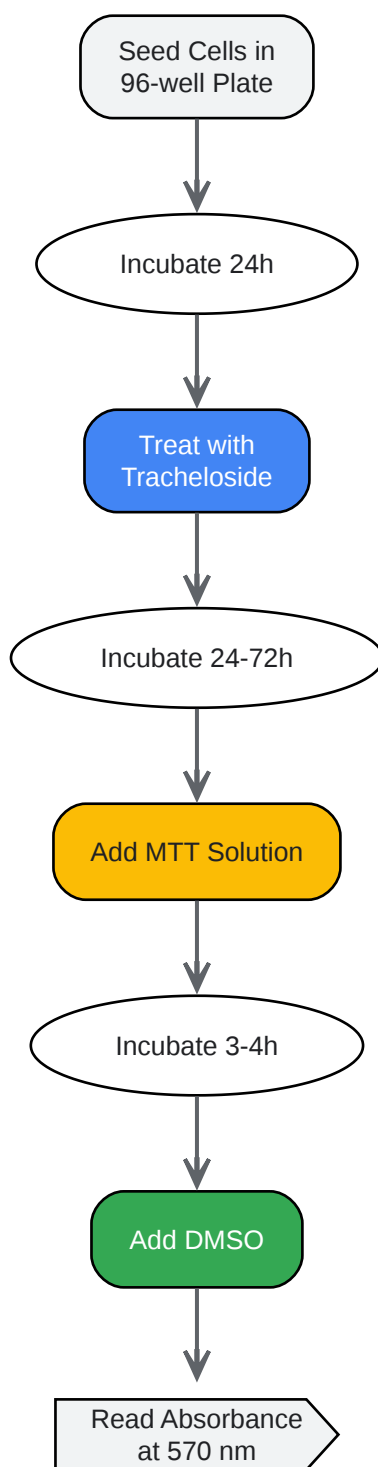 Seed Cells in
96-well Plate
Incubate 24h
Treat with
Tracheloside
Incubate 24-72h
Add MTT Solution
Incubate 3-4h
Add DMSO
Read Absorbance
at 570 nm